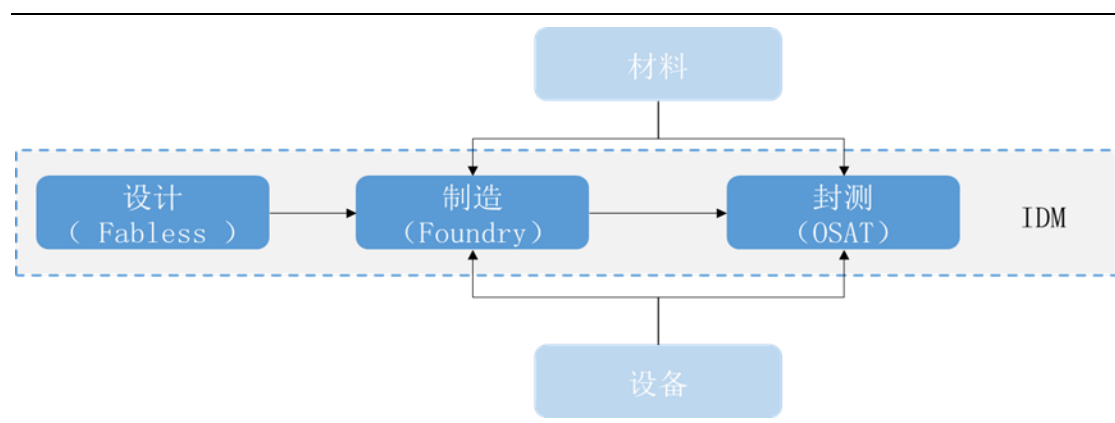 材料
设计
（ Fabless ）
制造
（Foundry）
封测
（OSAT）
IDM
设备